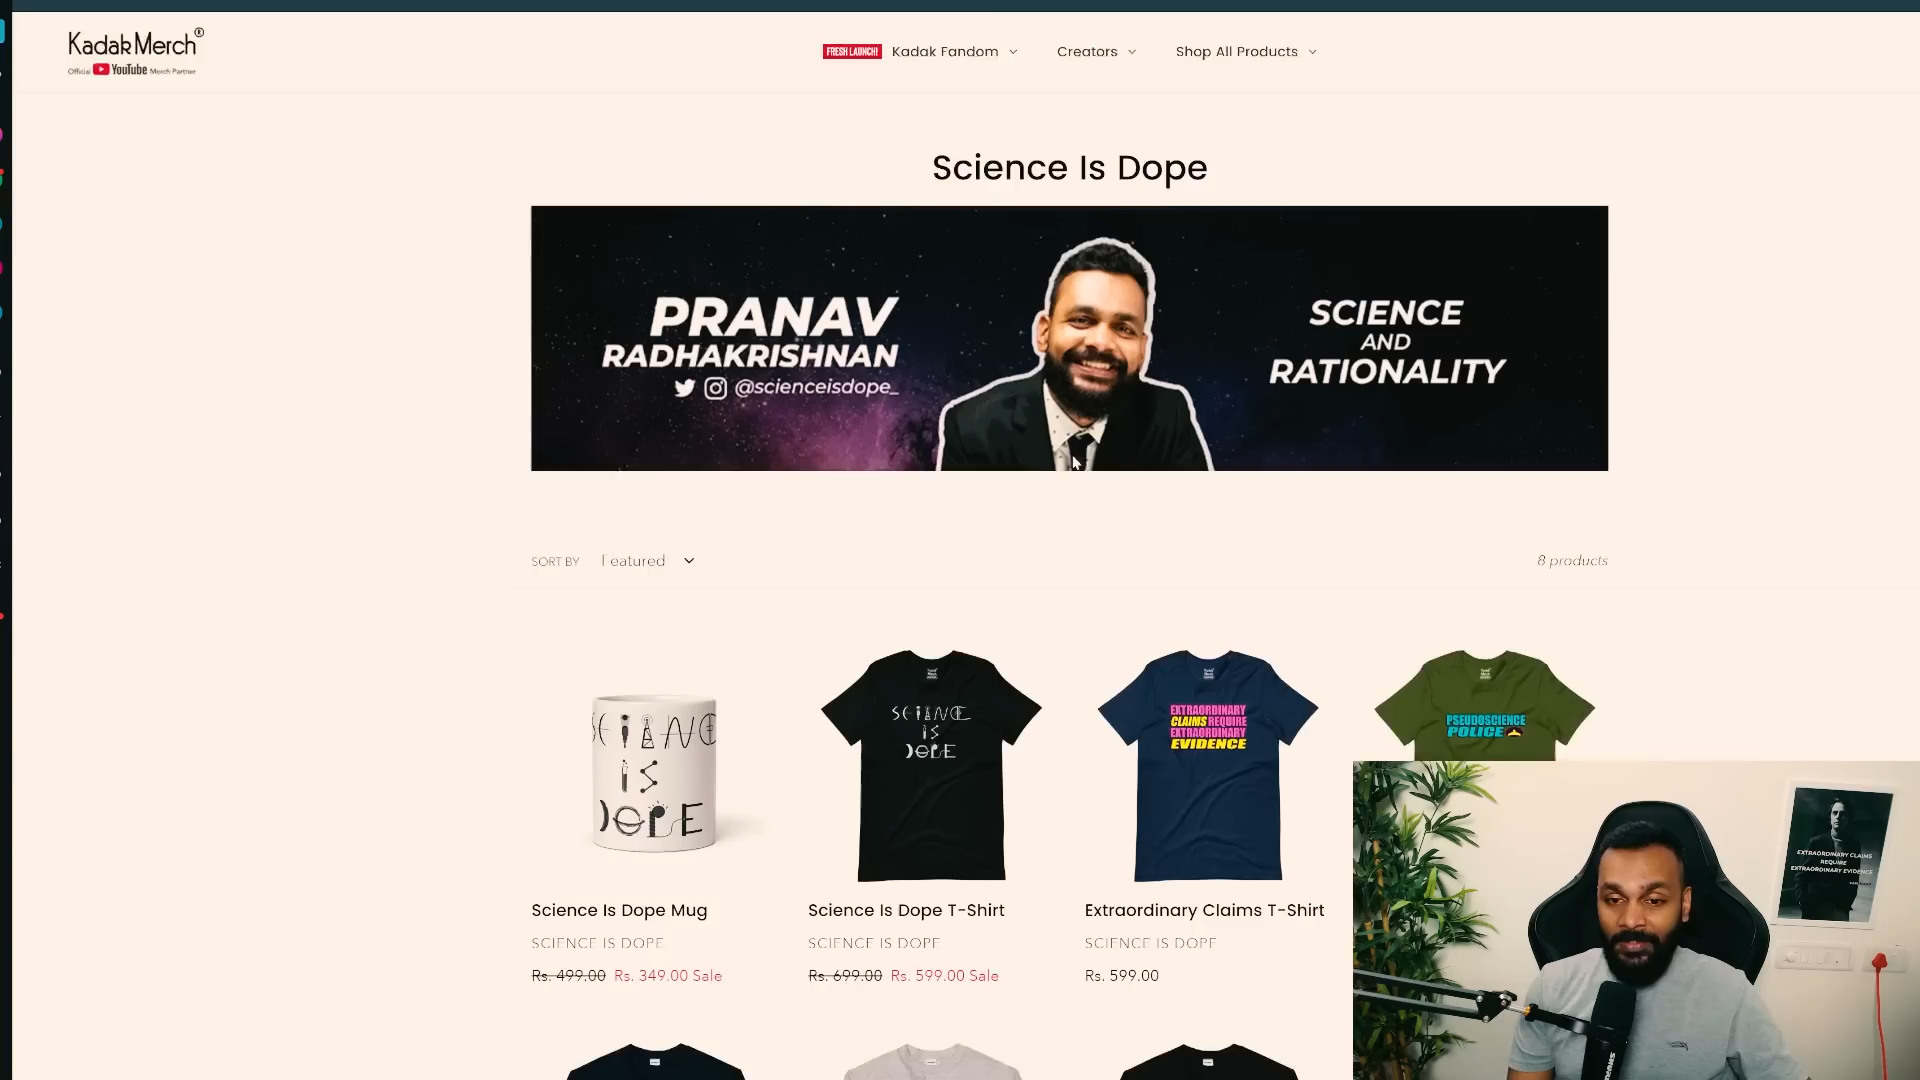 KadakMerch®
Official YouTube Merch Partner
FRESH LAUNCH! Kadak Fandom
Creators
Shop All Products
Science Is Dope
PRANAV
RADHAKRISHNAN
@scienceisdope_
SCIENCE
AND
RATIONALITY
SORT BY Featured
8 products
SCIENCE
IS
DOPE
SCIENCE
IS
DOPE
EXTRAORDINARY
CLAIMS REQUIRE
EXTRAORDINARY
EVIDENCE
PSEUDOSCIENCE
POLICE
EXTRAORDINARY CLAIMS
REQUIRE
EXTRAORDINARY EVIDENCE
Science Is Dope Mug
SCIENCE IS DOPE
Rs. 499.00 Rs. 349.00 Sale
Science Is Dope T-Shirt
SCIENCE IS DOPE
Rs. 699.00 Rs. 599.00 Sale
Extraordinary Claims T-Shirt
SCIENCE IS DOPE
Rs. 599.00